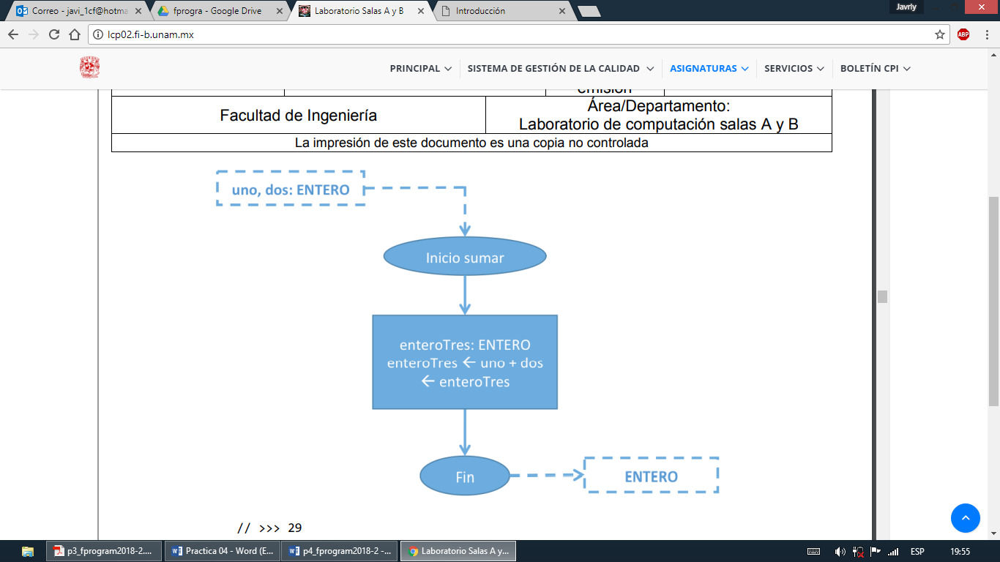 Correo - javi_1cf@hotma
fprogra - Google Drive
Laboratorio Salas A y B
Introducción
Javrly
lcp02.fi-b.unam.mx
ABP
PRINCIPAL
SISTEMA DE GESTIÓN DE LA CALIDAD
ASIGNATURAS
SERVICIOS
BOLETÍN CPI
emisión
Facultad de Ingeniería
Área/Departamento:
Laboratorio de computación salas A y B
La impresión de este documento es una copia no controlada
uno, dos: ENTERO
Inicio sumar
enteroTres: ENTERO
enteroTres ← uno + dos
← enteroTres
Fin
ENTERO
// >>> 29
p3_fprogram2018-2....
Practica 04 - Word (E...
p4_fprogram2018-2 -...
Laboratorio Salas A y...
ESP
19:55